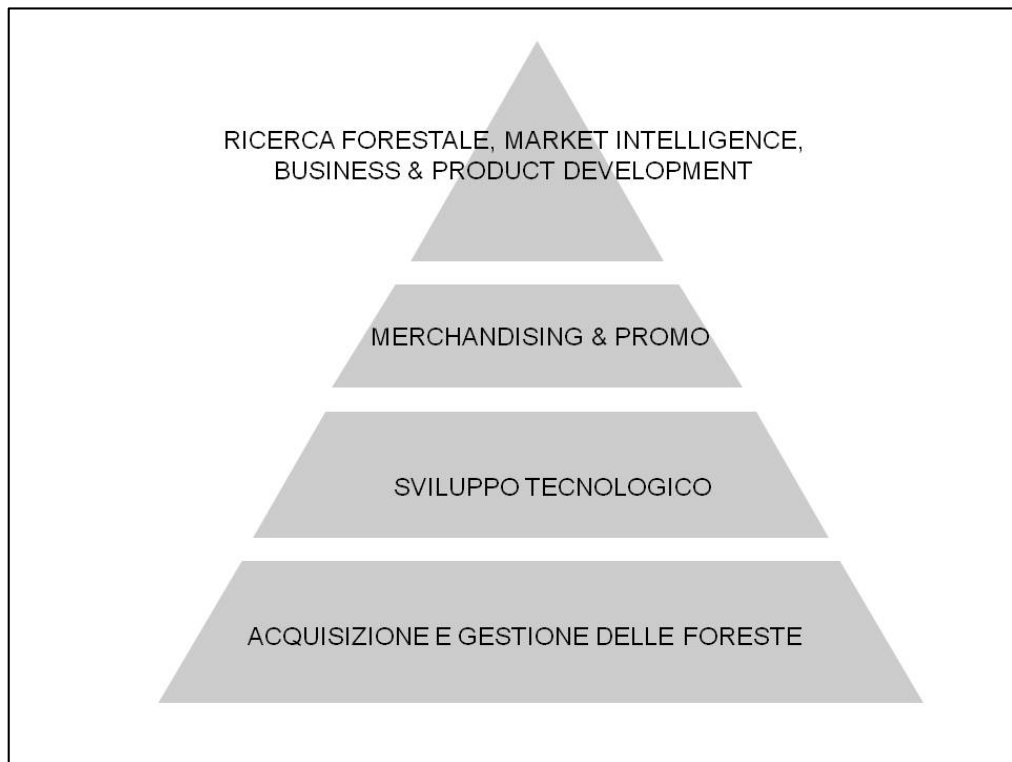 RICERCA FORESTALE, MARKET INTELLIGENCE,
BUSINESS & PRODUCT DEVELOPMENT
MERCHANDISING & PROMO
SVILUPPO TECNOLOGICO
ACQUISIZIONE E GESTIONE DELLE FORESTE